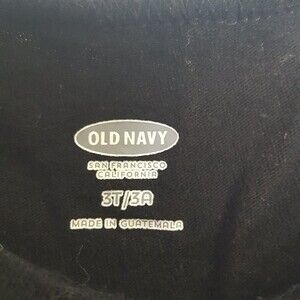 OLD NAVY
SAN FRANCISCO
CALIFORNIA
3T/3A
MADE IN GUATEMALA